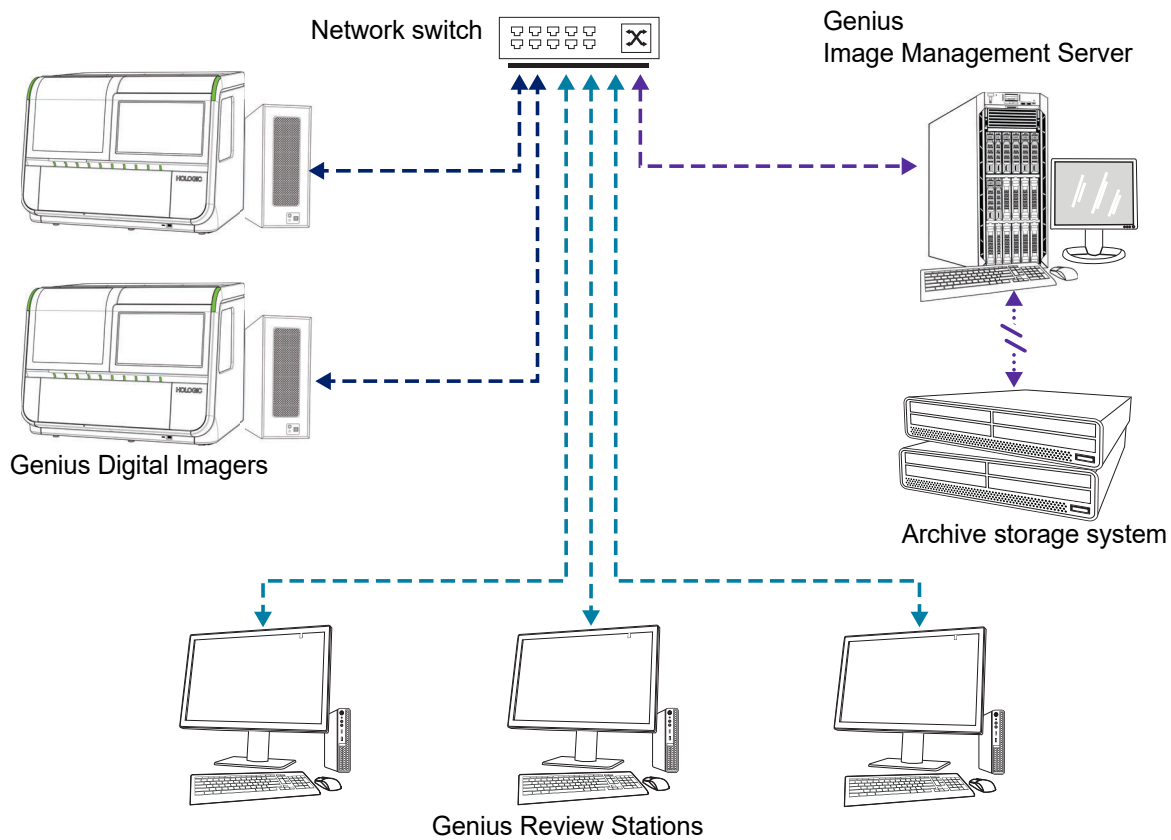 Network switch
Genius
Image Management Server
HOLOGIC
HOLOGIC
Genius Digital Imagers
Archive storage system
Genius Review Stations